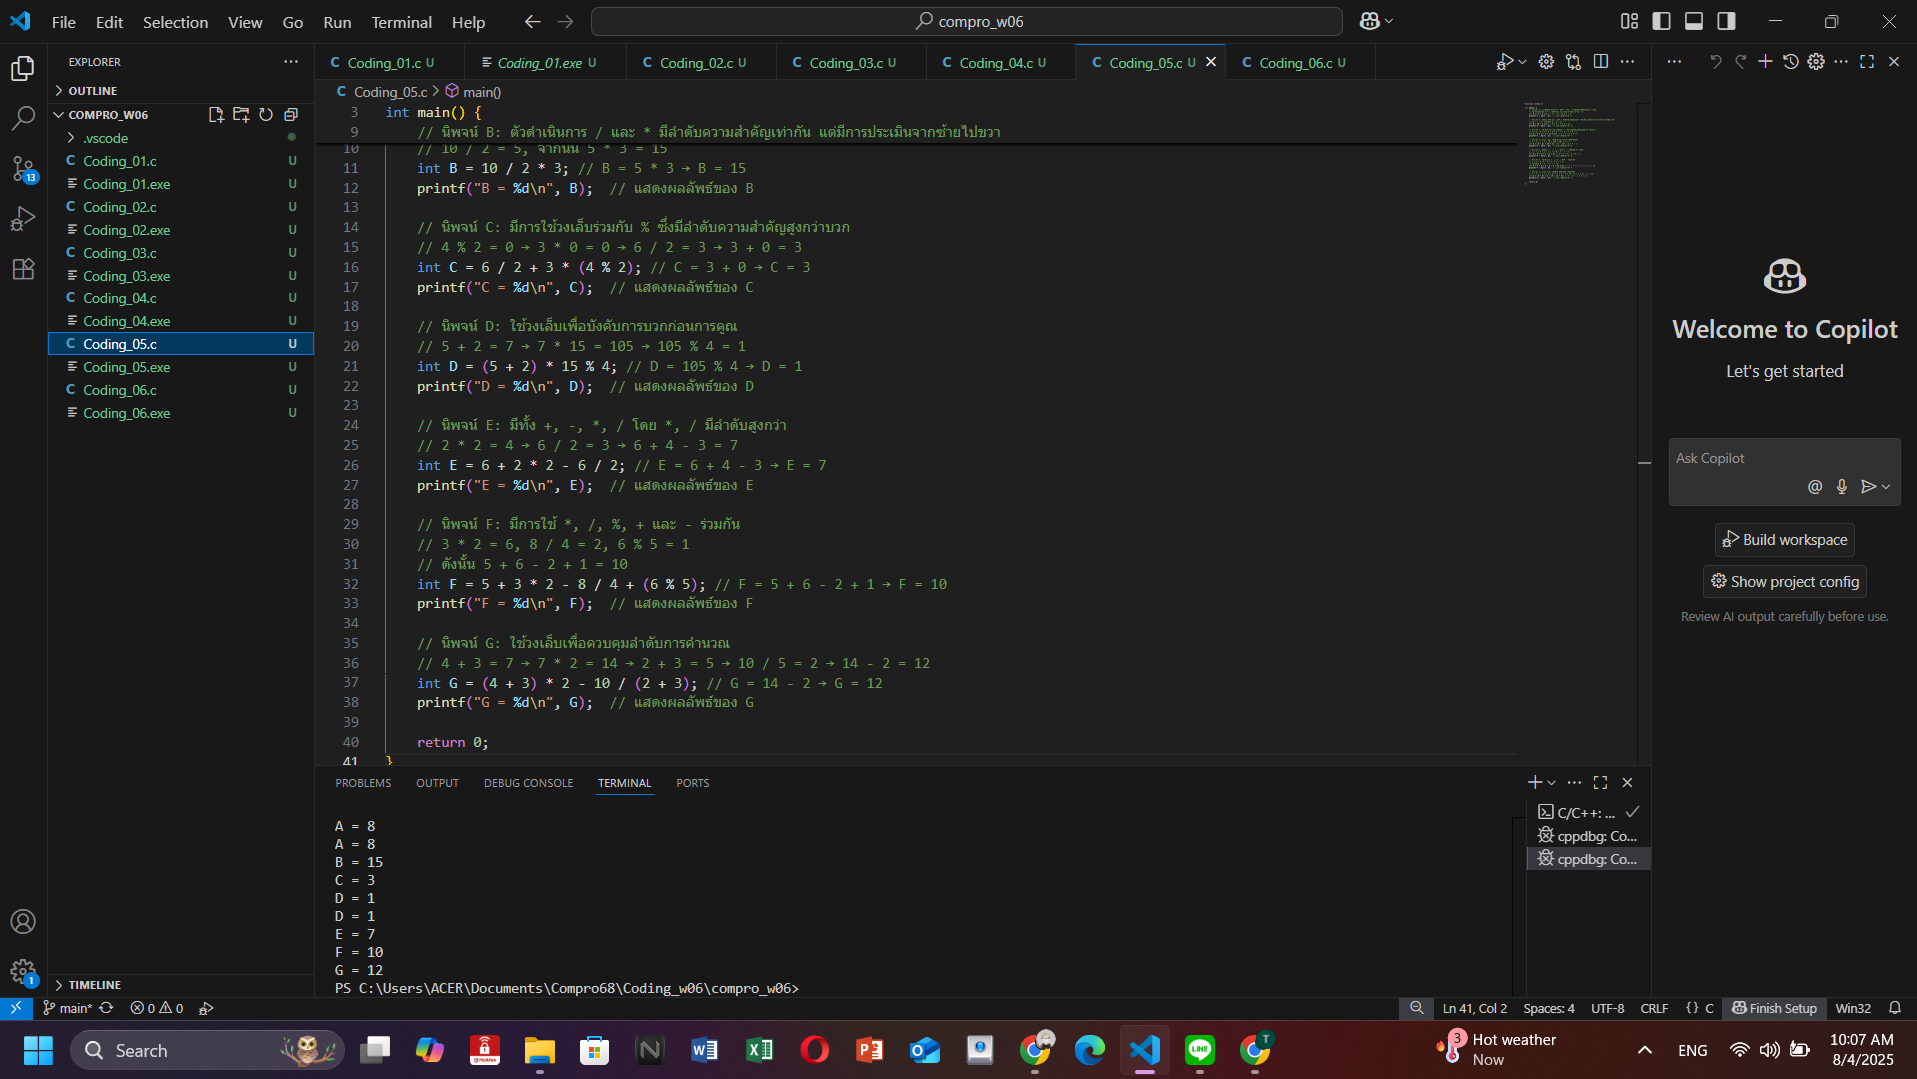 File Edit Selection View Go Run Terminal Help
compro_w06
EXPLORER
OUTLINE
COMPRO_W06
.vscode
Coding_01.c U
Coding_01.exe U
Coding_02.c U
Coding_02.exe U
Coding_03.c U
Coding_03.exe U
Coding_04.c U
Coding_04.exe U
Coding_05.c U
Coding_05.exe U
Coding_06.c U
Coding_06.exe U
TIMELINE
13
1
C Coding_01.c U Coding_01.exe U C Coding_02.c U C Coding_03.c U C Coding_04.c U C Coding_05.c U C Coding_06.c U
C Coding_05.c > main()
3 int main() {
9 // นิพจน์ B: ตัวดำเนินการ / และ * มีลำดับความสำคัญเท่ากัน แต่มีการประเมินจากซ้ายไปขวา
10 // 10 / 2 = 5, จากนั้น 5 * 3 = 15
11 int B = 10 / 2 * 3; // B = 5 * 3 → B = 15
12 printf("B = %d\n", B); // แสดงผลลัพธ์ของ B
13
14 // นิพจน์ C: มีการใช้วงเล็บร่วมกับ % ซึ่งมีลำดับความสำคัญสูงกว่าบวก
15 // 4 % 2 = 0 → 3 * 0 = 0 → 6 / 2 = 3 → 3 + 0 = 3
16 int C = 6 / 2 + 3 * (4 % 2); // C = 3 + 0 → C = 3
17 printf("C = %d\n", C); // แสดงผลลัพธ์ของ C
18
19 // นิพจน์ D: ใช้วงเล็บเพื่อบังคับการบวกก่อนการคูณ
20 // 5 + 2 = 7 → 7 * 15 = 105 → 105 % 4 = 1
21 int D = (5 + 2) * 15 % 4; // D = 105 % 4 → D = 1
22 printf("D = %d\n", D); // แสดงผลลัพธ์ของ D
23
24 // นิพจน์ E: มีทั้ง +, -, *, / โดย *, / มีลำดับสูงกว่า
25 // 2 * 2 = 4 → 6 / 2 = 3 → 6 + 4 - 3 = 7
26 int E = 6 + 2 * 2 - 6 / 2; // E = 6 + 4 - 3 → E = 7
27 printf("E = %d\n", E); // แสดงผลลัพธ์ของ E
28
29 // นิพจน์ F: มีการใช้ *, /, %, + และ - ร่วมกัน
30 // 3 * 2 = 6, 8 / 4 = 2, 6 % 5 = 1
31 // ดังนั้น 5 + 6 - 2 + 1 = 10
32 int F = 5 + 3 * 2 - 8 / 4 + (6 % 5); // F = 5 + 6 - 2 + 1 → F = 10
33 printf("F = %d\n", F); // แสดงผลลัพธ์ของ F
34
35 // นิพจน์ G: ใช้วงเล็บเพื่อควบคุมลำดับการคำนวณ
36 // 4 + 3 = 7 → 7 * 2 = 14 → 2 + 3 = 5 → 10 / 5 = 2 → 14 - 2 = 12
37 int G = (4 + 3) * 2 - 10 / (2 + 3); // G = 14 - 2 → G = 12
38 printf("G = %d\n", G); // แสดงผลลัพธ์ของ G
39
40 return 0;
41 }
PROBLEMS OUTPUT DEBUG CONSOLE TERMINAL PORTS
A = 8
A = 8
B = 15
C = 3
D = 1
D = 1
E = 7
F = 10
G = 12
PS C:\Users\ACER\Documents\Compro68\Coding_w06\compro_w06>
C/C++: ...
cppdbg: Co...
cppdbg: Co...
Welcome to Copilot
Let's get started
Ask Copilot
Build workspace
Show project config
Review AI output carefully before use.
main* 0 0 Ln 41, Col 2 Spaces: 4 UTF-8 CRLF {} C Finish Setup Win32
Search
3
Hot weather
Now
ENG
10:07 AM
8/4/2025